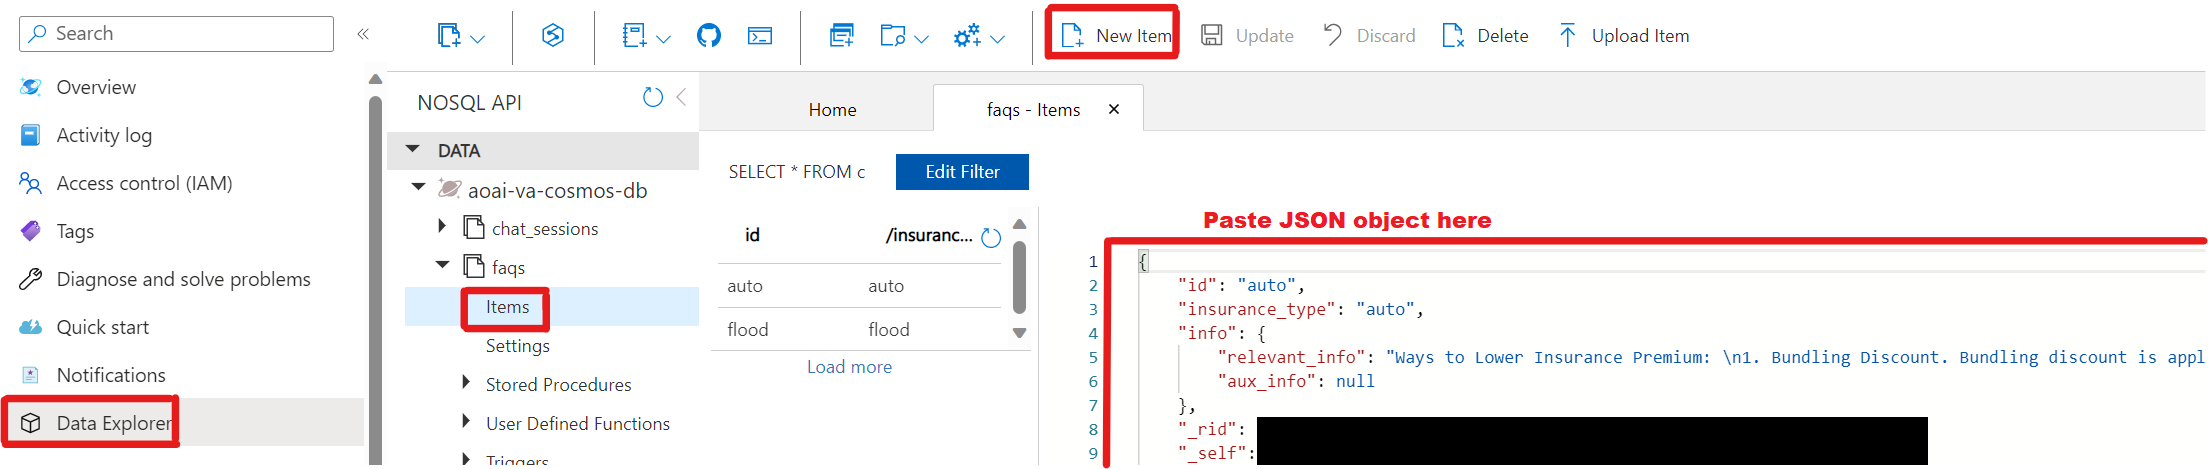 Search
«
Overview
Activity log
Access control (IAM)
Tags
Diagnose and solve problems
Quick start
Notifications
Data Explorer
New Item
Update
Discard
Delete
Upload Item
NOSQL API
DATA
aoai-va-cosmos-db
chat_sessions
faqs
Items
Settings
Stored Procedures
User Defined Functions
Triggers
Home
faqs - Items
SELECT * FROM c
Edit Filter
id /insuranc...
auto auto
flood flood
Load more
Paste JSON object here
1 {
2 "id": "auto",
3 "insurance_type": "auto",
4 "info": {
5 "relevant_info": "Ways to Lower Insurance Premium: \n1. Bundling Discount. Bundling discount is appl
6 "aux_info": null
7 },
8 "_rid":
9 "_self":